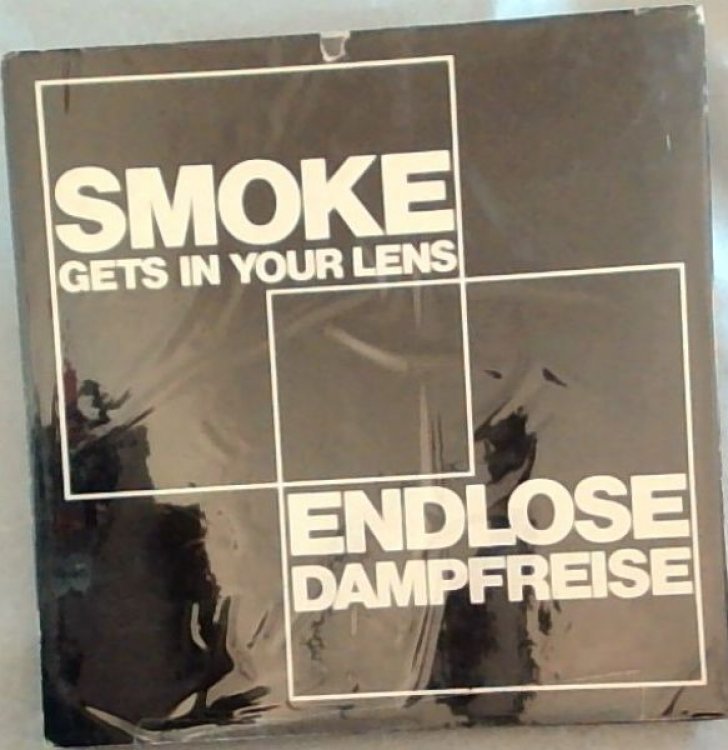 SMOKE
GETS IN YOUR LENS
ENDLOSE
DAMPFREISE